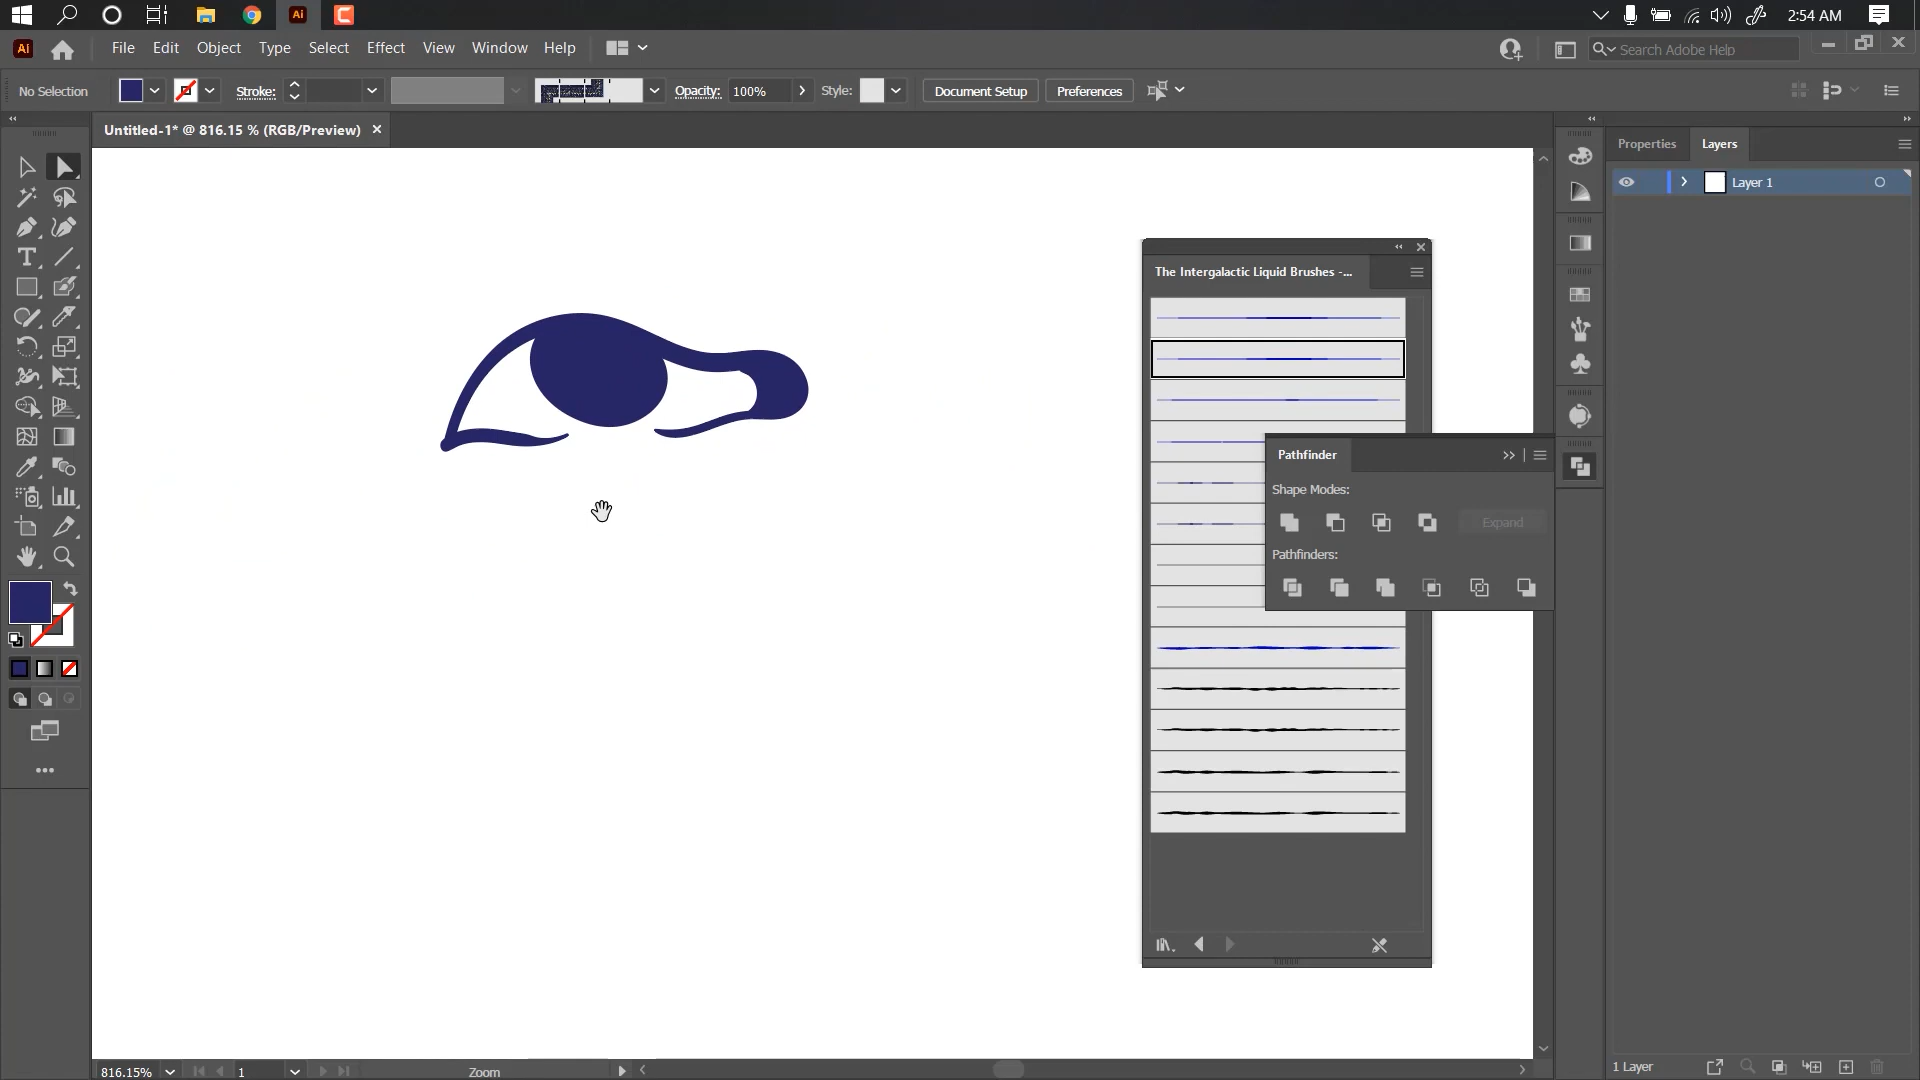 Ai
2:54 AM
Ai
File Edit Object Type Select Effect View Window Help
Search Adobe Help
No Selection
Stroke:
Opacity: 100%
Style:
Document Setup
Preferences
Untitled-1* @ 816.15 % (RGB/Preview)
Properties
Layers
Layer 1
The Intergalactic Liquid Brushes -...
Pathfinder
Shape Modes:
Expand
Pathfinders:
816.15%
1
Zoom
1 Layer